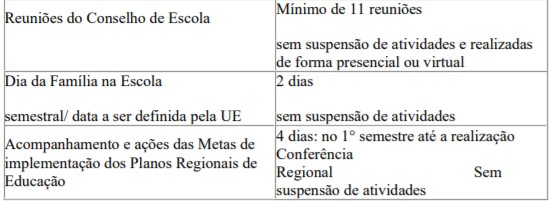 Reuniões do Conselho de Escola
Mínimo de 11 reuniões
sem suspensão de atividades e realizadas
de forma presencial ou virtual
Dia da Família na Escola
semestral/ data a ser definida pela UE
2 dias
sem suspensão de atividades
Acompanhamento e ações das Metas de
implementação dos Planos Regionais de
Educação
4 dias: no 1° semestre até a realização
Conferência
Regional Sem
suspensão de atividades